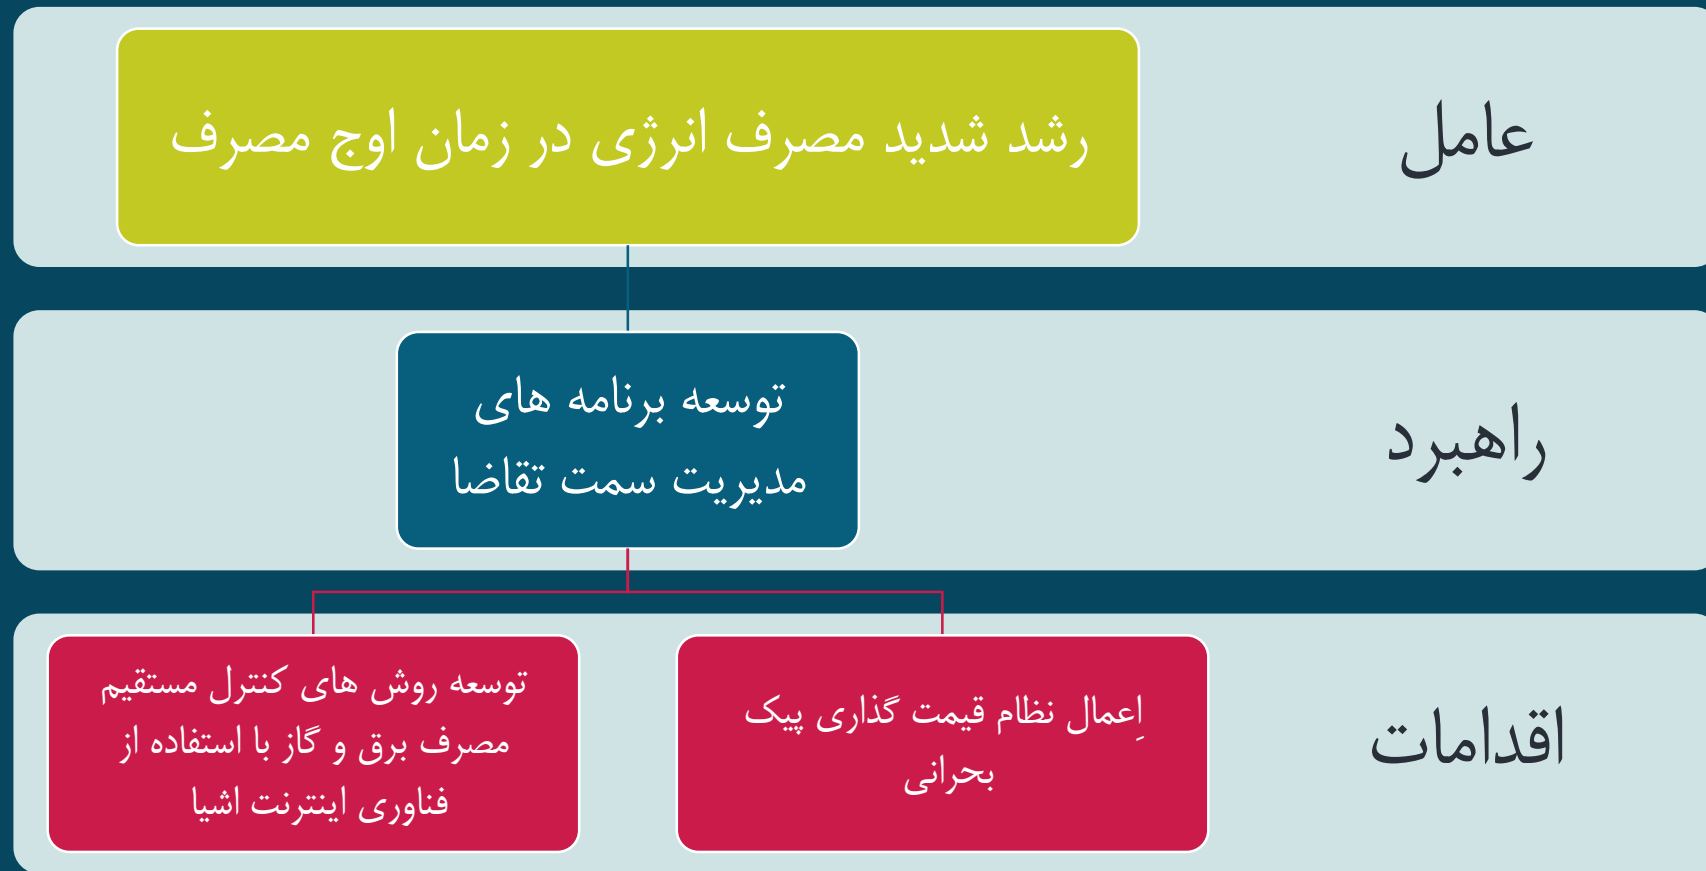 عامل
رشد شدید مصرف انرژی در زمان اوج مصرف
راهبرد
توسعه برنامه های
مدیریت سمت تقاضا
اقدامات
اِعمال نظام قیمت گذاری پیک
بحرانی
توسعه روش های کنترل مستقیم
مصرف برق و گاز با استفاده از
فناوری اینترنت اشیا